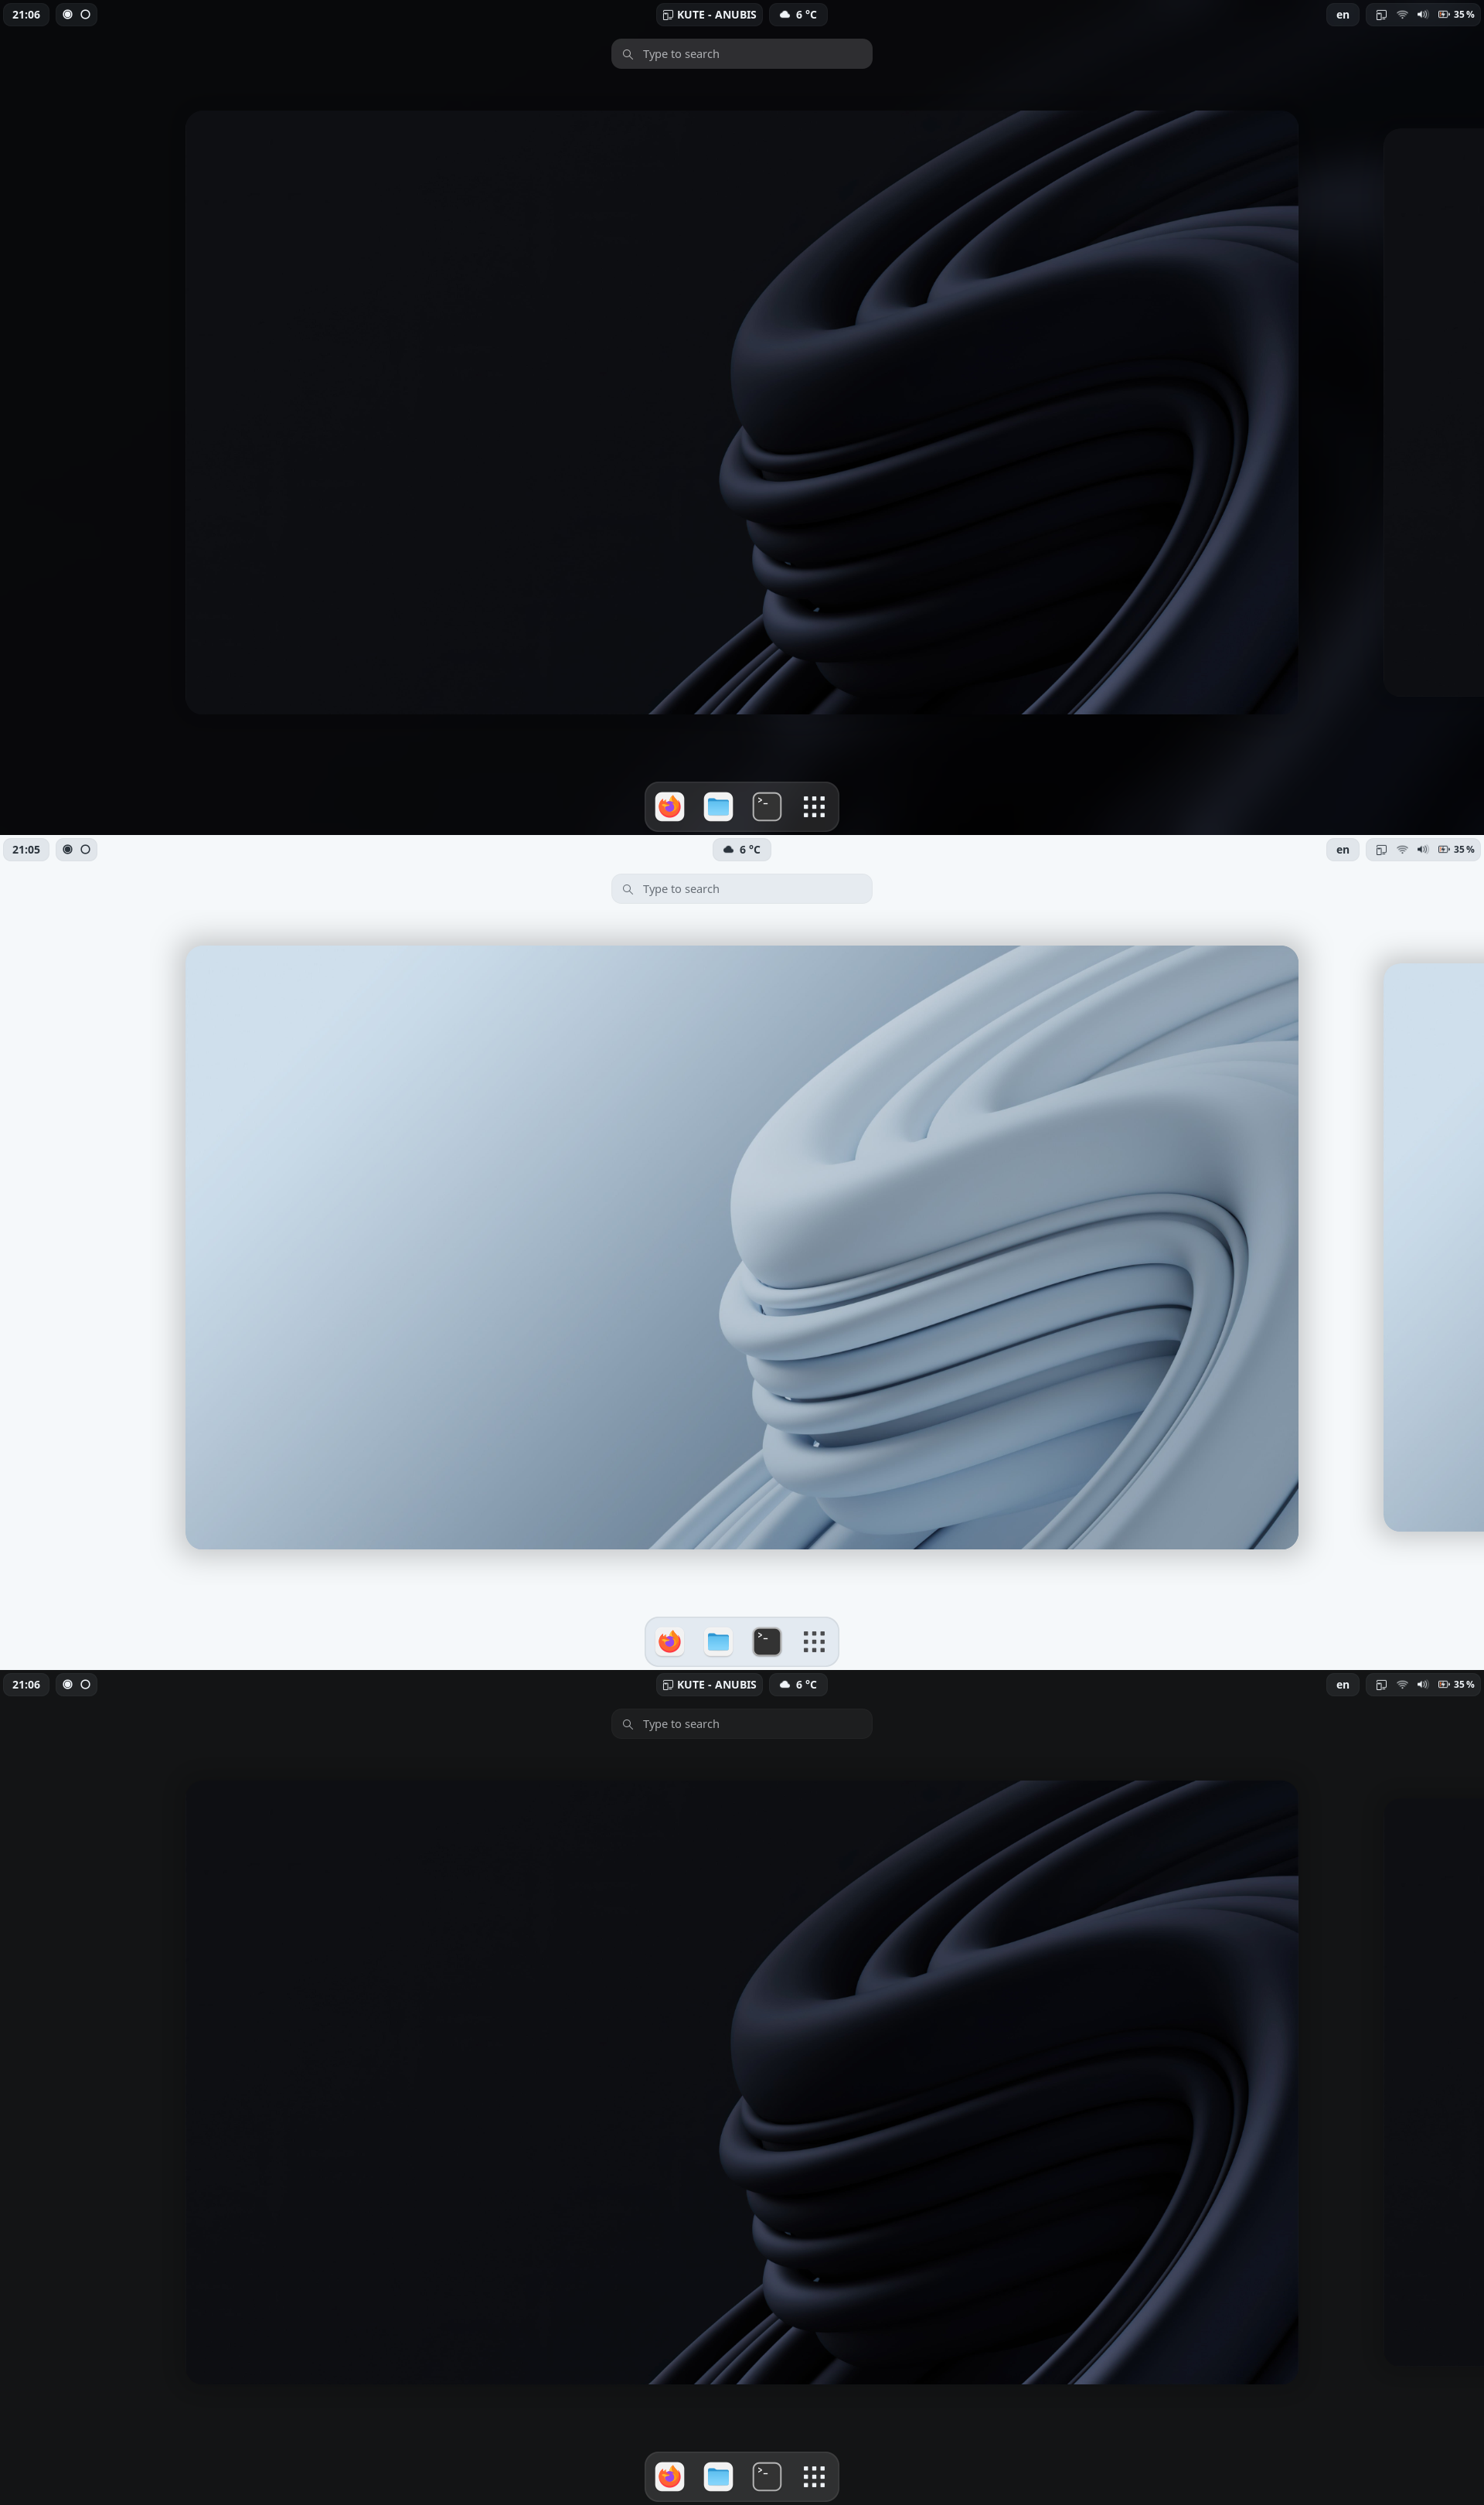 21:06
KUTE - ANUBIS
6 °C
en
35 %
Type to search
>_
21:05
6 °C
en
35 %
Type to search
>_
21:06
KUTE - ANUBIS
6 °C
en
35 %
Type to search
>_